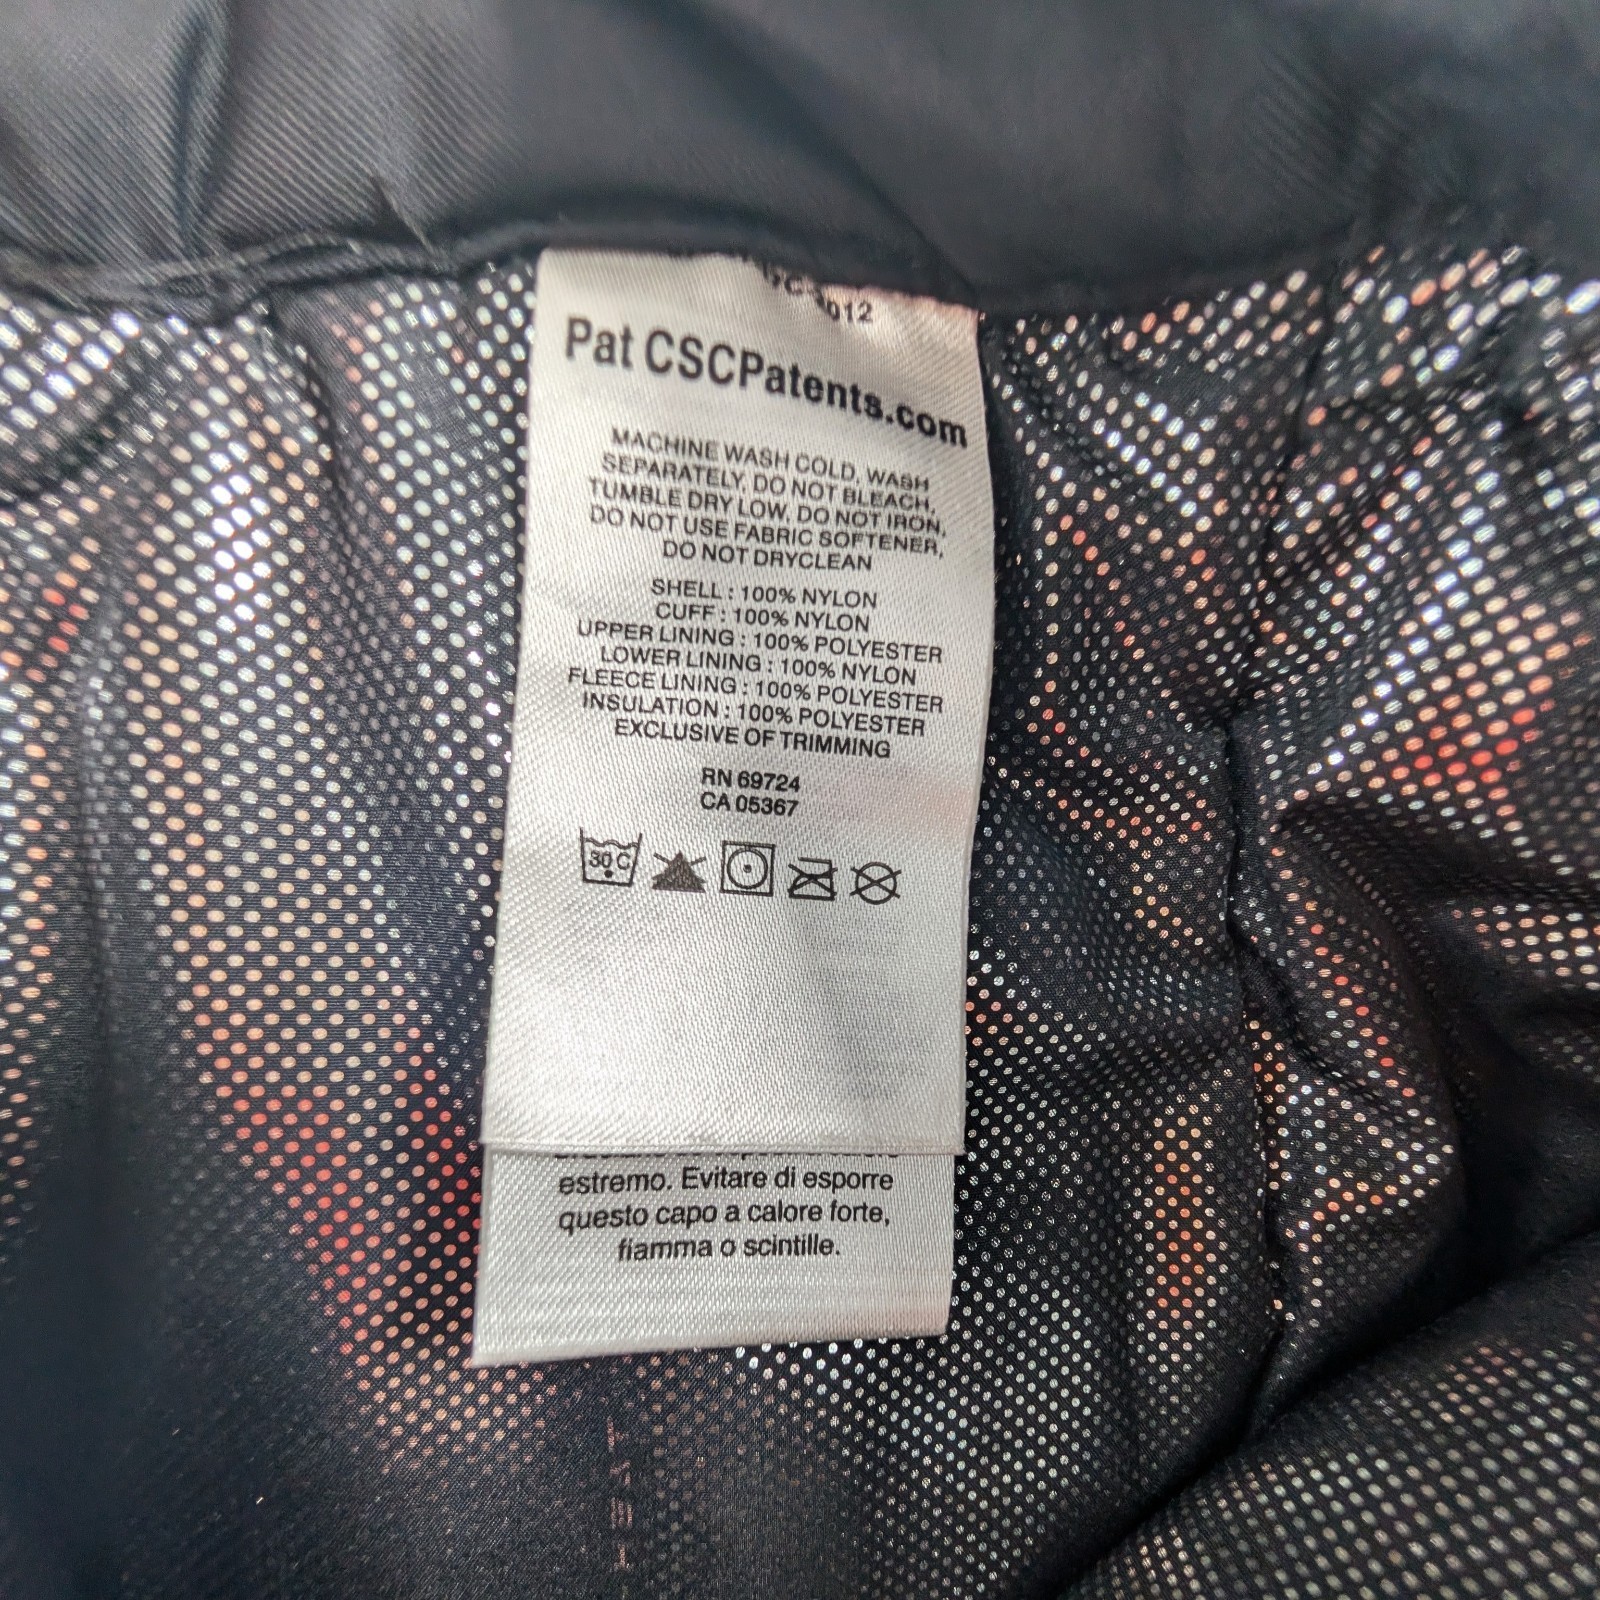 012
Pat CSCPatents.com
MACHINE WASH COLD, WASH
SEPARATELY, DO NOT BLEACH,
TUMBLE DRY LOW, DO NOT IRON,
DO NOT USE FABRIC SOFTENER,
DO NOT DRYCLEAN
SHELL : 100% NYLON
CUFF : 100% NYLON
UPPER LINING : 100% POLYESTER
LOWER LINING : 100% NYLON
FLEECE LINING : 100% POLYESTER
INSULATION : 100% POLYESTER
EXCLUSIVE OF TRIMMING
RN 69724
CA 05367
30 C
estremo. Evitare di esporre
questo capo a calore forte,
fiamma o scintille.